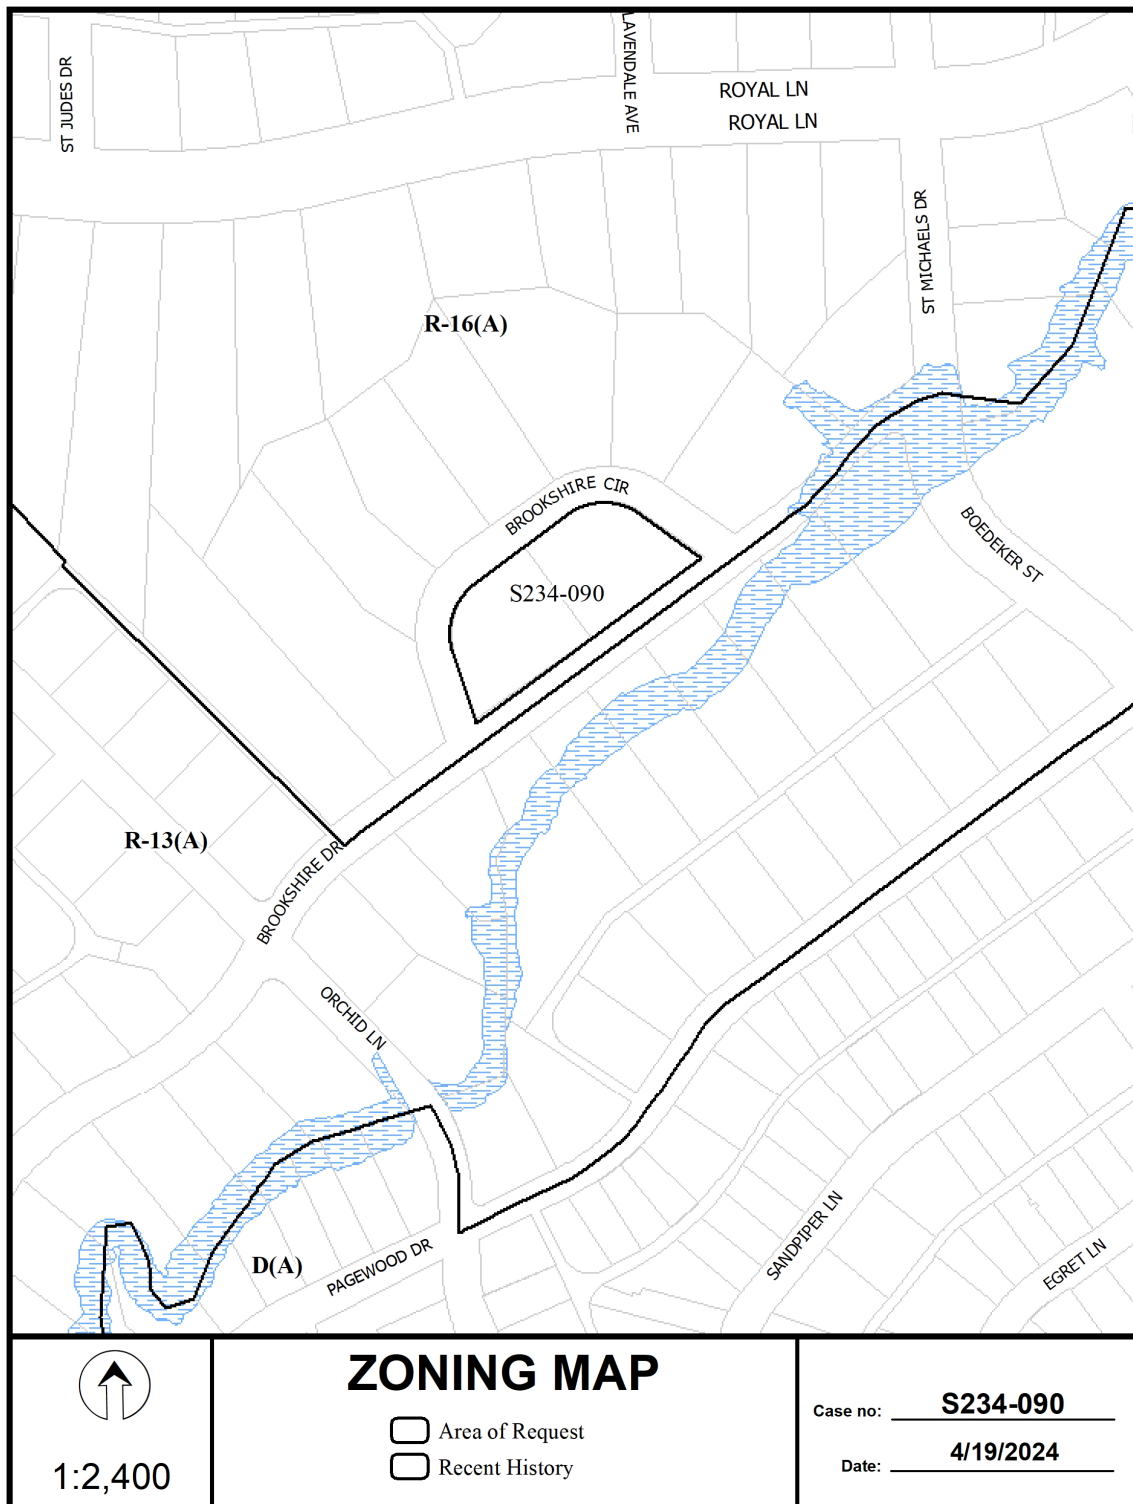 ST JUDES DR
LAVENDALE AVE
ROYAL LN
ROYAL LN
ST MICHAELS DR
R-16(A)
BROOKSHIRE CIR
BOEDEKER ST
S234-090
R-13(A)
BROOKSHIRE DR
ORCHID LN
SANDPIPER LN
PAGEWOOD DR
EGRET LN
D(A)
1:2,400
ZONING MAP
Area of Request
Recent History
Case no: S234-090
Date: 4/19/2024